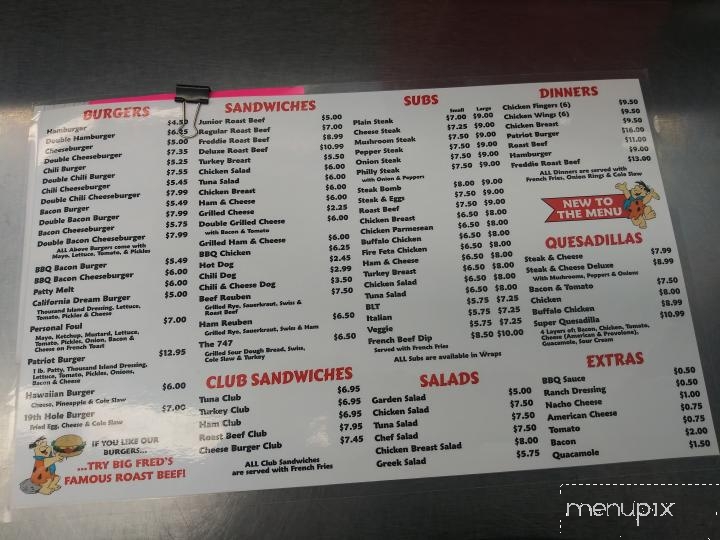 BURGERS
Hamburger $4.50
Double Hamburger $6.85
Cheeseburger $5.00
Double Cheeseburger $7.35
Chili Burger $5.25
Double Chili Burger $7.55
Chili Cheeseburger $5.45
Double Chili Cheeseburger $7.99
Bacon Burger $5.49
Double Bacon Burger $7.99
Bacon Cheeseburger $5.75
Double Bacon Cheeseburger $7.99
ALL Above Burgers come with
Mayo, Lettuce, Tomato, & Pickles
BBQ Bacon Burger $5.49
BBQ Bacon Cheeseburger $6.00
Patty Melt $6.00
California Dream Burger $5.00
Thousand Island Dressing, Lettuce,
Tomato, Pickles & Cheese
Personal Foul $7.00
Mayo, Ketchup, Mustard, Lettuce,
Tomato, Pickles, Onion, Bacon &
Cheese on French Toast
Patriot Burger $12.95
1 lb. Patty, Thousand Island Dressing,
Lettuce, Tomato, Pickles, Onions,
Bacon & Cheese
Hawaiian Burger $6.00
Cheese, Pineapple & Cole Slaw
19th Hole Burger $7.00
Fried Egg, Cheese & Cole Slaw
IF YOU LIKE OUR
BURGERS...
...TRY BIG FRED'S
FAMOUS ROAST BEEF!
SANDWICHES
Junior Roast Beef $5.00
Regular Roast Beef $7.00
Freddie Roast Beef $8.99
Deluxe Roast Beef $10.99
Turkey Breast $5.50
Chicken Salad $6.00
Tuna Salad $6.00
Chicken Breast $6.00
Ham & Cheese $6.00
Grilled Cheese $2.25
Double Grilled Cheese $6.00
with Bacon & Tomato
Grilled Ham & Cheese $6.00
BBQ Chicken $6.25
Hot Dog $2.45
Chili Dog $2.99
Chili & Cheese Dog $3.50
Beef Reuben $7.50
Grilled Rye, Sauerkraut, Swiss &
Roast Beef
Ham Reuben $6.50
Grilled Rye, Sauerkraut, Swiss & Ham
The 747 $6.50
Grilled Sour Dough Bread, Swiss,
Cole Slaw & Turkey
CLUB SANDWICHES
Tuna Club $6.95
Turkey Club $6.95
Ham Club $6.95
Roast Beef Club $7.95
Cheese Burger Club $7.45
ALL Club Sandwiches
are served with French Fries
SUBS
Small Large
Plain Steak $7.00 $9.00
Cheese Steak $7.25 $9.00
Mushroom Steak $7.50 $9.00
Pepper Steak $7.50 $9.00
Onion Steak $7.50 $9.00
Philly Steak $7.50 $9.00
with Onion & Peppers
Steak Bomb $8.00 $9.00
Steak & Eggs $7.50 $9.00
Roast Beef $7.50 $9.00
Chicken Breast $6.50 $8.00
Chicken Parmesean $6.50 $8.00
Buffalo Chicken $6.50 $8.00
Fire Feta Chicken $6.50 $8.00
Ham & Cheese $6.50 $8.00
Turkey Breast $6.50 $8.00
Chicken Salad $6.50 $8.00
Tuna Salad $6.50 $8.00
BLT $5.75 $7.25
Italian $5.75 $7.25
Veggie $5.75 $7.25
French Beef Dip $8.50 $10.00
Served with French Fries
ALL Subs are available in Wraps
SALADS
Garden Salad $5.00
Chicken Salad $7.50
Tuna Salad $7.50
Chef Salad $7.50
Chicken Breast Salad $8.00
Greek Salad $5.75
DINNERS
Chicken Fingers (6) $9.50
Chicken Wings (6) $9.50
Chicken Breast $9.50
Patriot Burger $16.00
Roast Beef $11.00
Hamburger $9.00
Freddie Roast Beef $13.00
ALL Dinners are served with
French Fries, Onion Rings & Cole Slaw
NEW TO
THE MENU
QUESADILLAS
Steak & Cheese $7.99
Steak & Cheese Deluxe $8.99
With Mushrooms, Peppers & Onions
Bacon & Tomato $7.50
Chicken $8.00
Buffalo Chicken $8.99
Super Quesadilla $10.99
4 Layers of; Bacon, Chicken, Tomato,
Cheese (American & Provolone),
Guacamole, Sour Cream
EXTRAS
BBQ Sauce $0.50
Ranch Dressing $0.50
Nacho Cheese $1.00
American Cheese $0.75
Tomato $0.75
Bacon $2.00
Quacamole $1.50
menupix